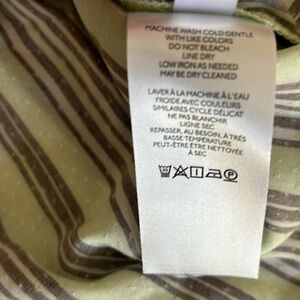 MACHINE WASH COLD GENTLE
WITH LIKE COLORS
DO NOT BLEACH
LINE DRY
LOW IRON AS NEEDED
MAY BE DRY CLEANED
LAVER À LA MACHINE À L'EAU
FROIDE AVEC COULEURS
SIMILAIRES CYCLE DÉLICAT
NE PAS BLANCHIR
LIGNE SEC
REPASSER, AU BESOIN, À TRÈS
BASSE TEMPÉRATURE
PEUT-ÊTRE ÊTRE NETTOYÉE
À SEC
P